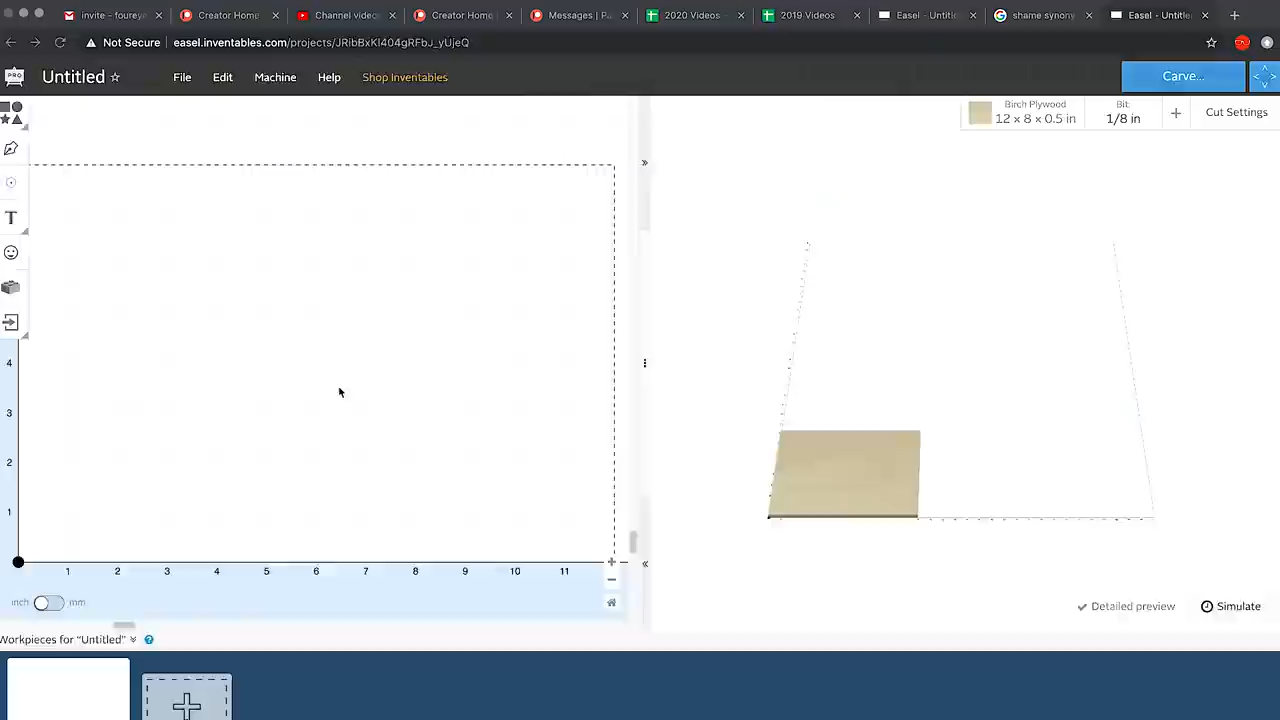 invite - foureye
Creator Home
Channel video
Creator Home
Messages | Pa
2020 Videos -
2019 Videos
Easel - Untitl
shame synony
Easel - Untitle
Not Secure
easel.inventables.com/projects/JRibBxKI404gRFbJ_yUjeQ
PRO
Untitled
File
Edit
Machine
Help
Shop Inventables
Carve...
Birch Plywood
12 × 8 × 0.5 in
Bit:
1/8 in
Cut Settings
T
4
3
2
1
1 2 3 4 5 6 7 8 9 10 11
inch
mm
Detailed preview
Simulate
Workpieces for “Untitled”
?